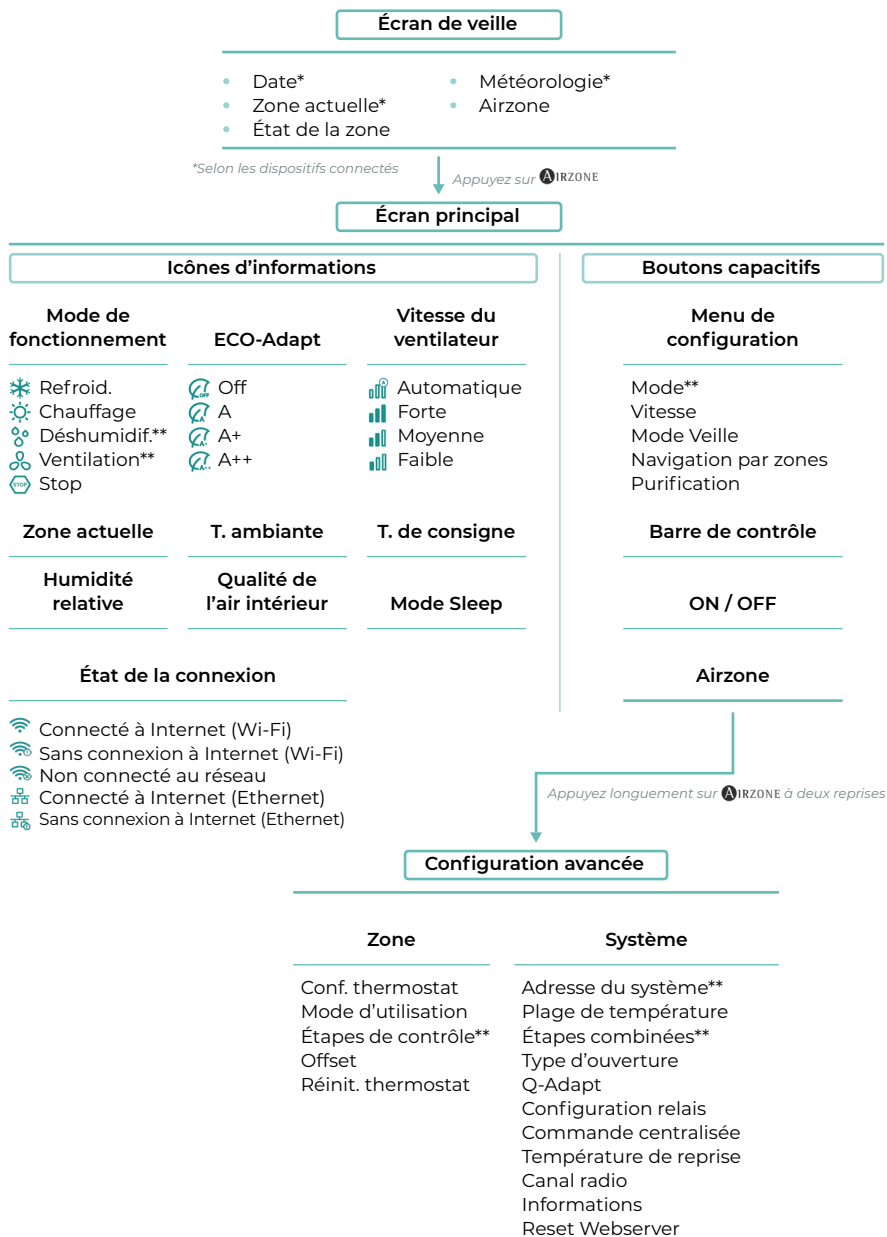 Écran de veille
Date*
Zone actuelle*
État de la zone
Météorologie*
Airzone
*Selon les dispositifs connectés
Appuyez sur AIRZONE
Écran principal
Icônes d’informations
Mode de
fonctionnement
Refroid.
Chauffage
Déshumidif.**
Ventilation**
STOP Stop
ECO-Adapt
OFF Off
A A
A+ A+
A++ A++
Vitesse du
ventilateur
A Automatique
Forte
Moyenne
Faible
Zone actuelle
T. ambiante
T. de consigne
Humidité
relative
Qualité de
l’air intérieur
Mode Sleep
État de la connexion
Connecté à Internet (Wi-Fi)
Sans connexion à Internet (Wi-Fi)
Non connecté au réseau
Connecté à Internet (Ethernet)
Sans connexion à Internet (Ethernet)
Boutons capacitifs
Menu de
configuration
Mode**
Vitesse
Mode Veille
Navigation par zones
Purification
Barre de contrôle
ON / OFF
Airzone
Appuyez longuement sur AIRZONE à deux reprises
Configuration avancée
Zone
Conf. thermostat
Mode d’utilisation
Étapes de contrôle**
Offset
Réinit. thermostat
Système
Adresse du système**
Plage de température
Étapes combinées**
Type d’ouverture
Q-Adapt
Configuration relais
Commande centralisée
Température de reprise
Canal radio
Informations
Reset Webserver